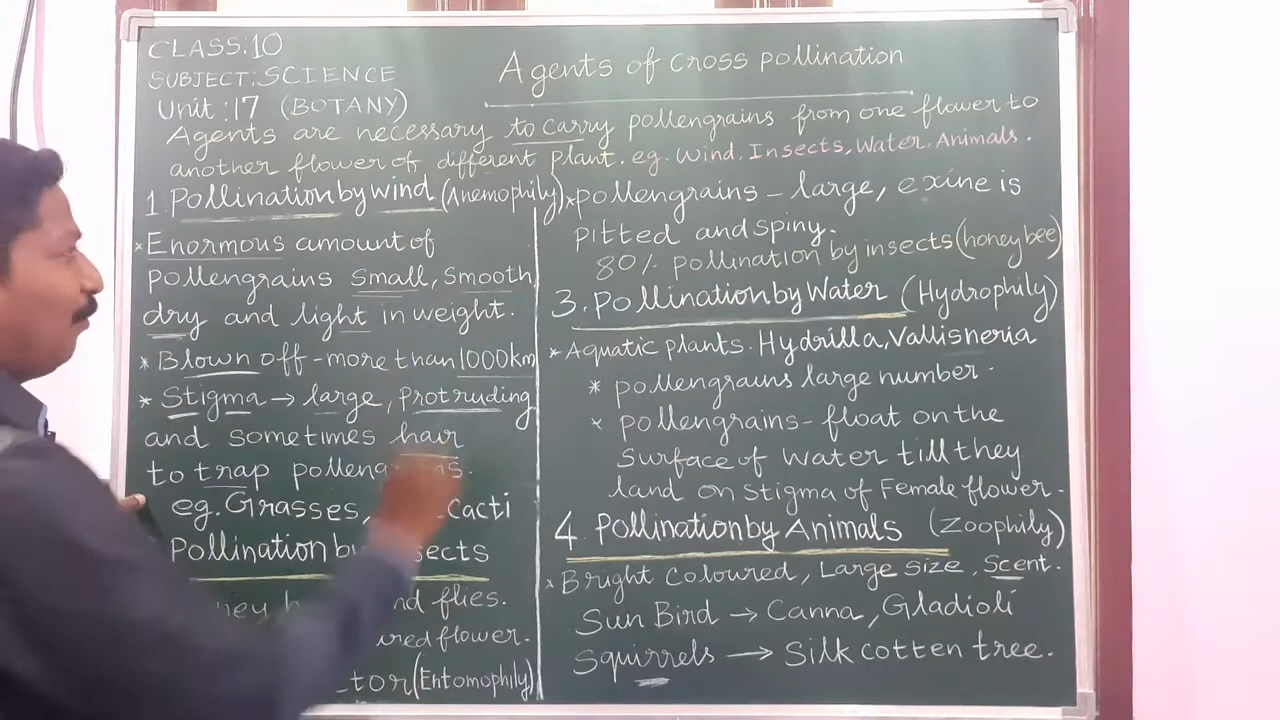 CLASS:10
SUBJECT:SCIENCE
Unit:17 (BOTANY)
Agents of cross pollination
Agents are necessary to carry pollengrains from one flower to
another flower of different plant. eg. Wind, Insects, Water, Animals.
1. Pollination by wind (Anemophily)
* Enormous amount of
pollengrains small, smooth,
dry and light in weight.
* Blown off - more than 1000km
* Stigma → large, protruding
and sometimes hair
to trap
eg. Grasses, cacti
Pollination by
and flies.
flower.
(Entomophily)
* pollengrains - large, exine is
pitted and spiny.
80% pollination by insects (honey bee)
3. Pollination by Water (Hydrophily)
* Aquatic plants. Hydrilla, Vallisneria
* pollengrains large number.
* pollengrains - float on the
surface of water till they
land on stigma of Female flower.
4. Pollination by Animals (Zoophily)
* Bright coloured, Large size, Scent.
Sun Bird → Canna, Gladioli
Squirrels → Silk cotten tree.